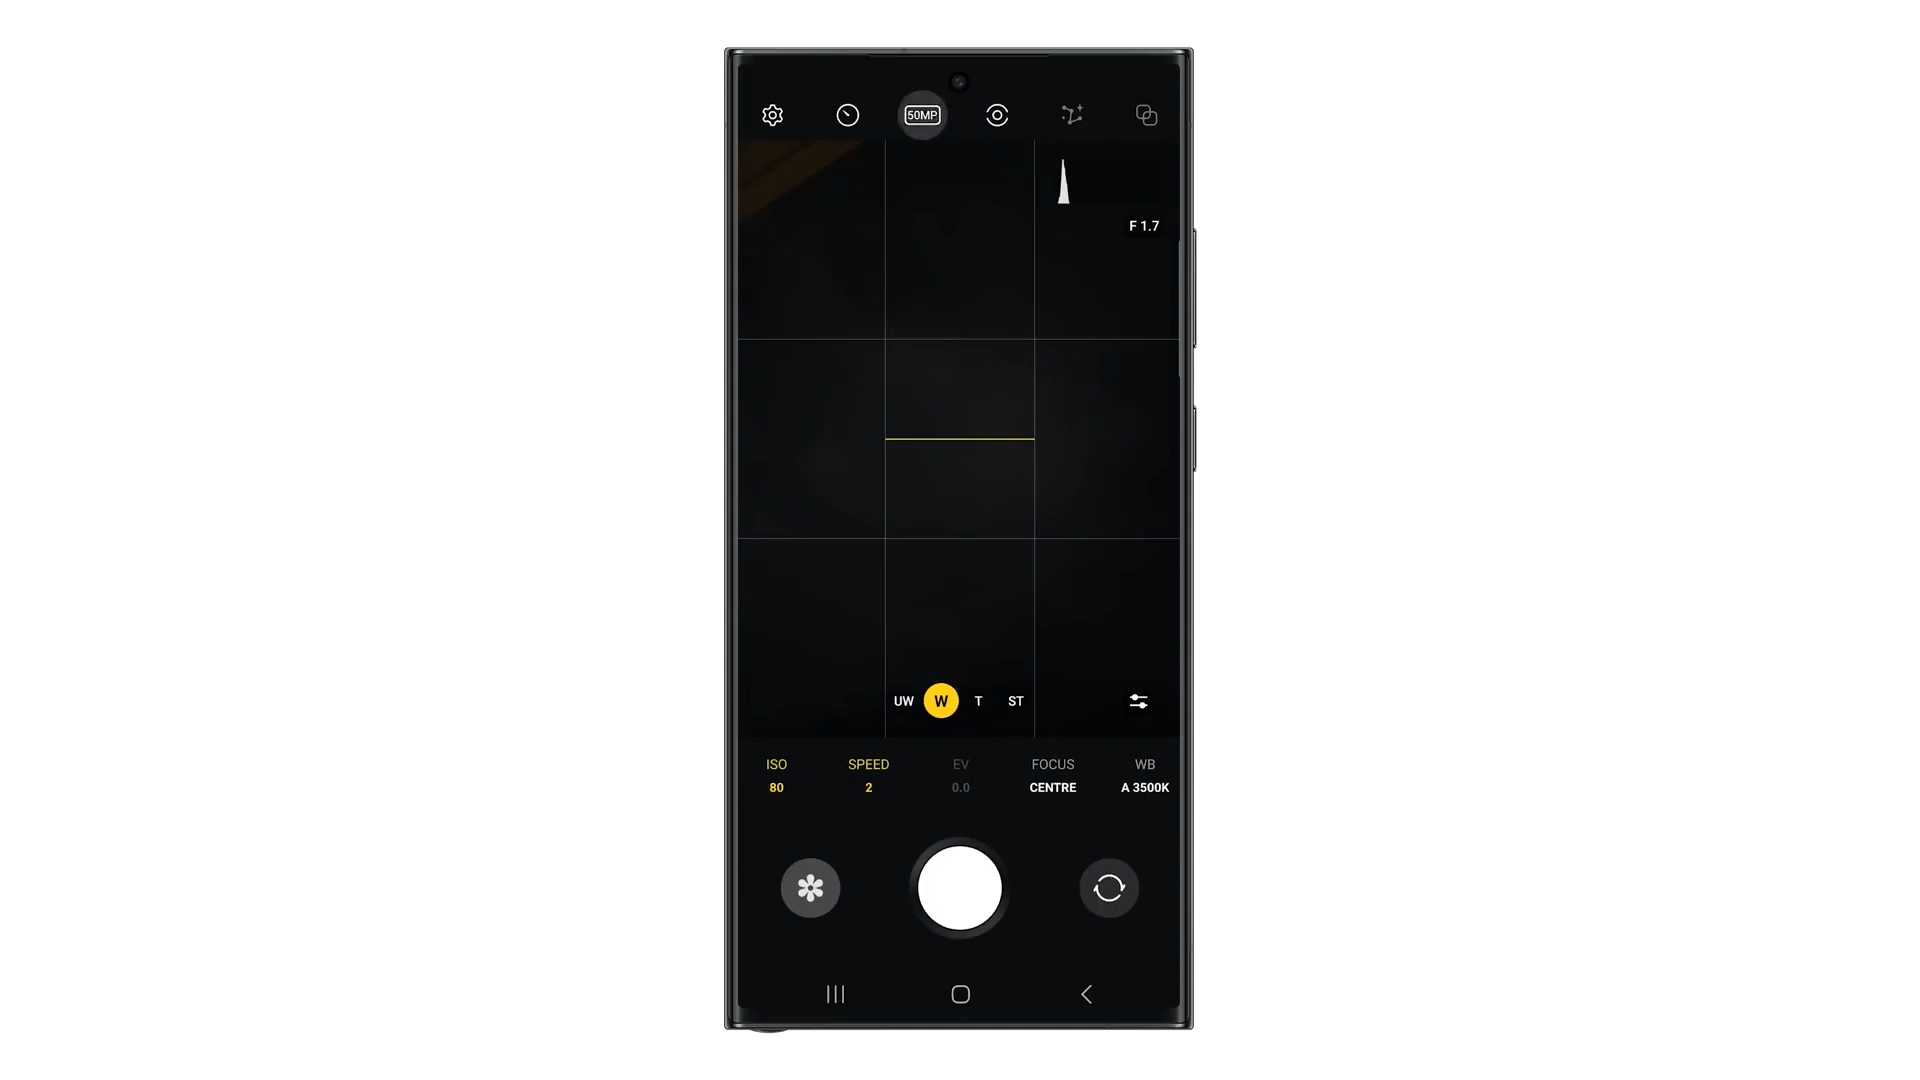 50MP
F 1.7
UW W T ST
ISO SPEED EV FOCUS WB
80 2 0.0 CENTRE A 3500K